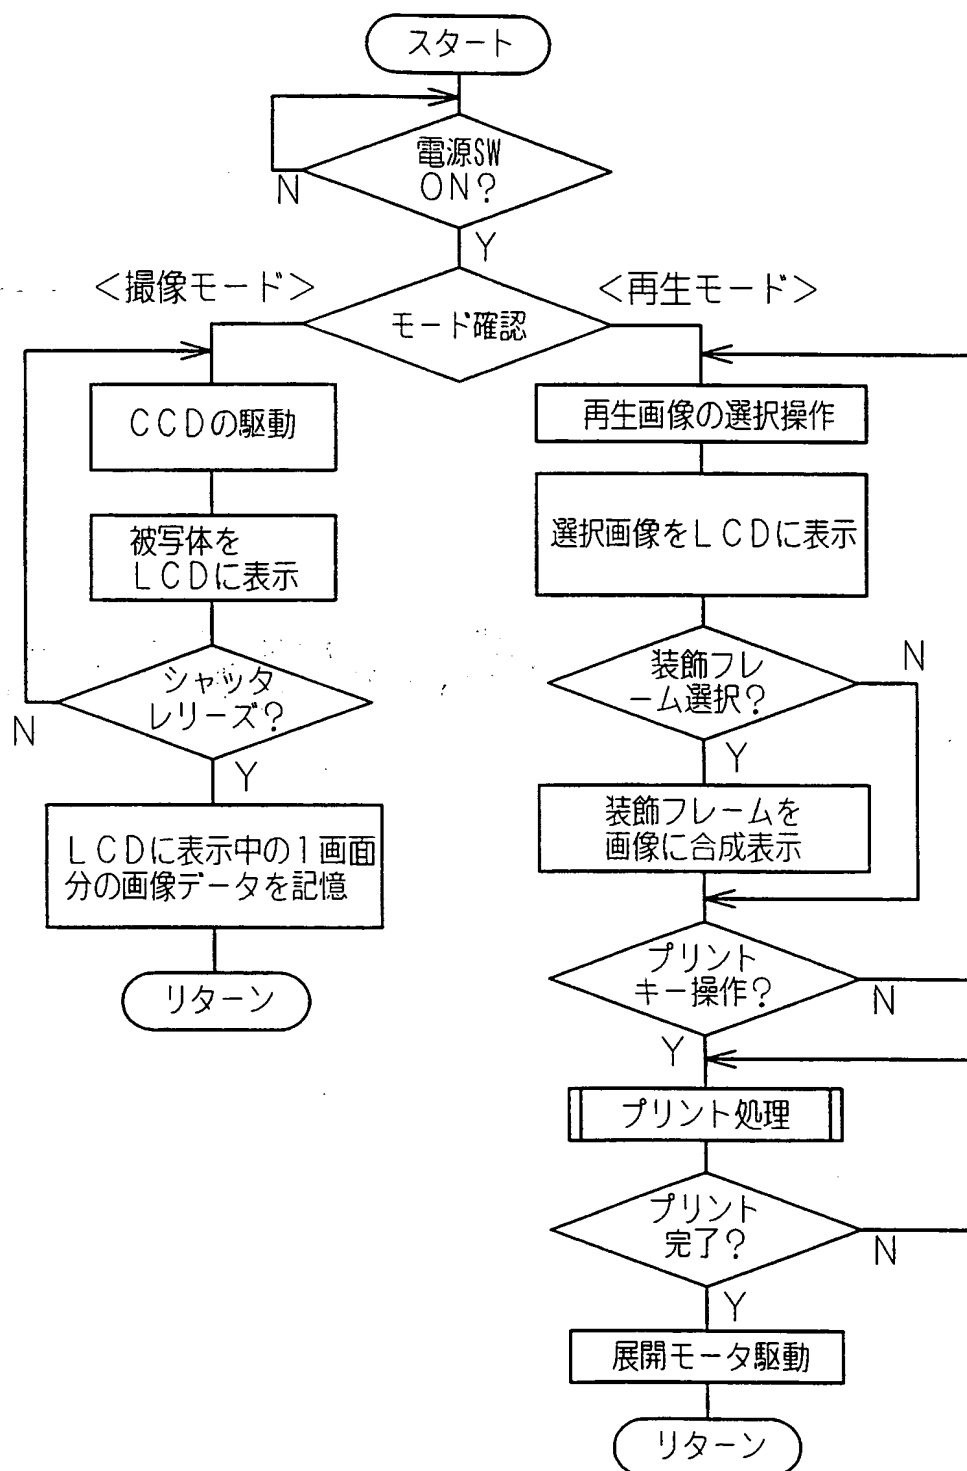 スタート
電源SW
ON?
N
Y
<撮像モード>
モード確認
<再生モード>
CCDの駆動
被写体を
LCDに表示
シャッタ
レリーズ?
N
Y
LCDに表示中の1画面
分の画像データを記憶
リターン
再生画像の選択操作
選択画像をLCDに表示
装飾フレ
ーム選択?
N
Y
装飾フレームを
画像に合成表示
プリント
キー操作?
N
Y
プリント処理
プリント
完了?
N
Y
展開モータ駆動
リターン